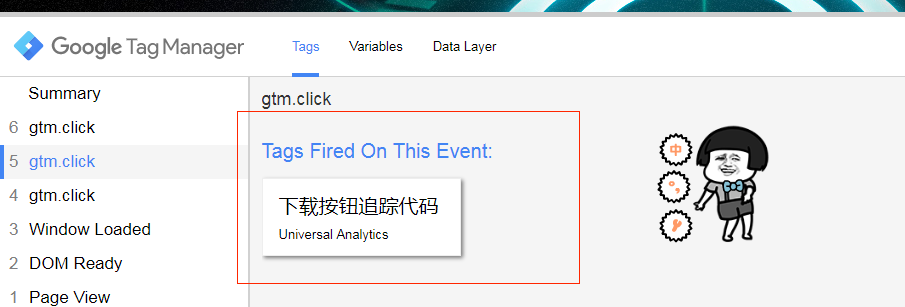 Google Tag Manager
Tags Variables Data Layer
Summary
6 gtm.click
5 gtm.click
4 gtm.click
3 Window Loaded
2 DOM Ready
1 Page View
gtm.click
Tags Fired On This Event:
下载按钮追踪代码
Universal Analytics
中
°,